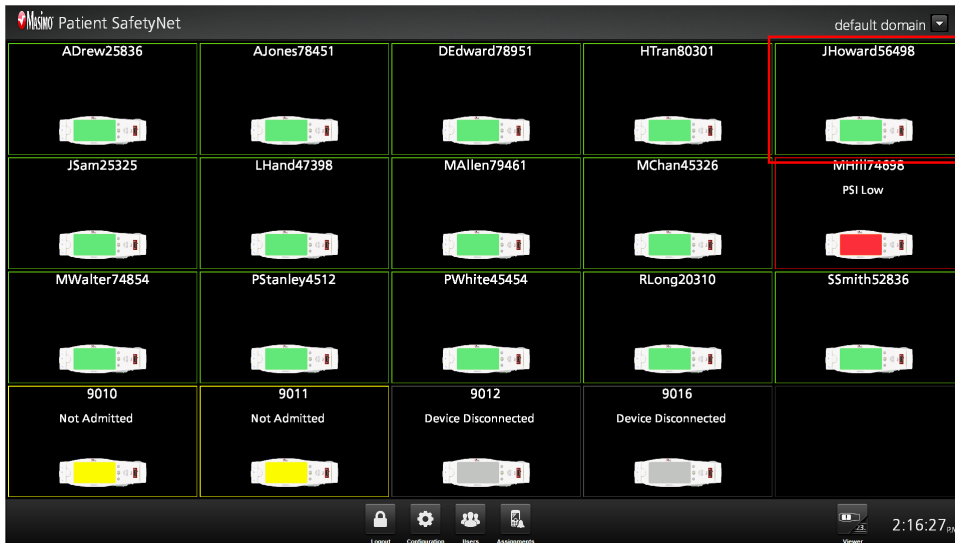 Masimo Patient SafetyNet
default domain
ADrew25836 AJones78451 DEdward78951 HTran80301 JHoward56498
JSam25325 LHand47398 MAllen79461 MChan45326 MHill74698
PSI Low
MWalter74854 PStanley4512 PWhite45454 RLong20310 SSmith52836
9010 9011 9012 9016
Not Admitted Not Admitted Device Disconnected Device Disconnected
Logout Configuration Users Assignments Viewer
2:16:27 PM